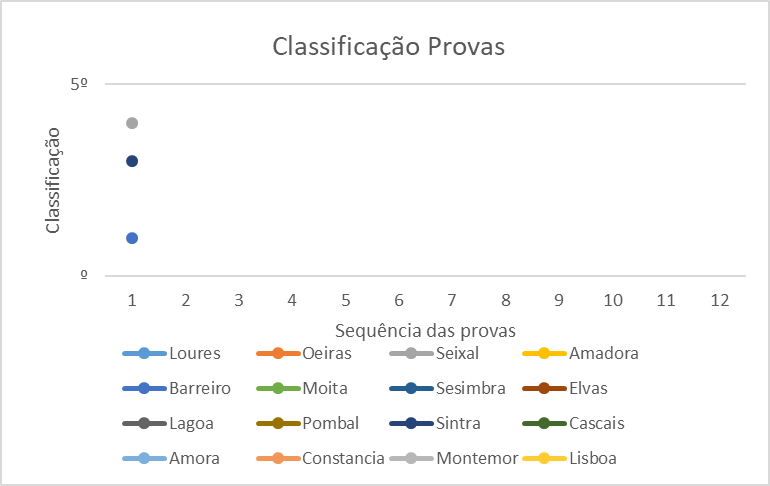 Classificação Provas
5º
Classificação
º
1 2 3 4 5 6 7 8 9 10 11 12
Sequência das provas
Loures Oeiras Seixal Amadora
Barreiro Moita Sesimbra Elvas
Lagoa Pombal Sintra Cascais
Amora Constancia Montemor Lisboa